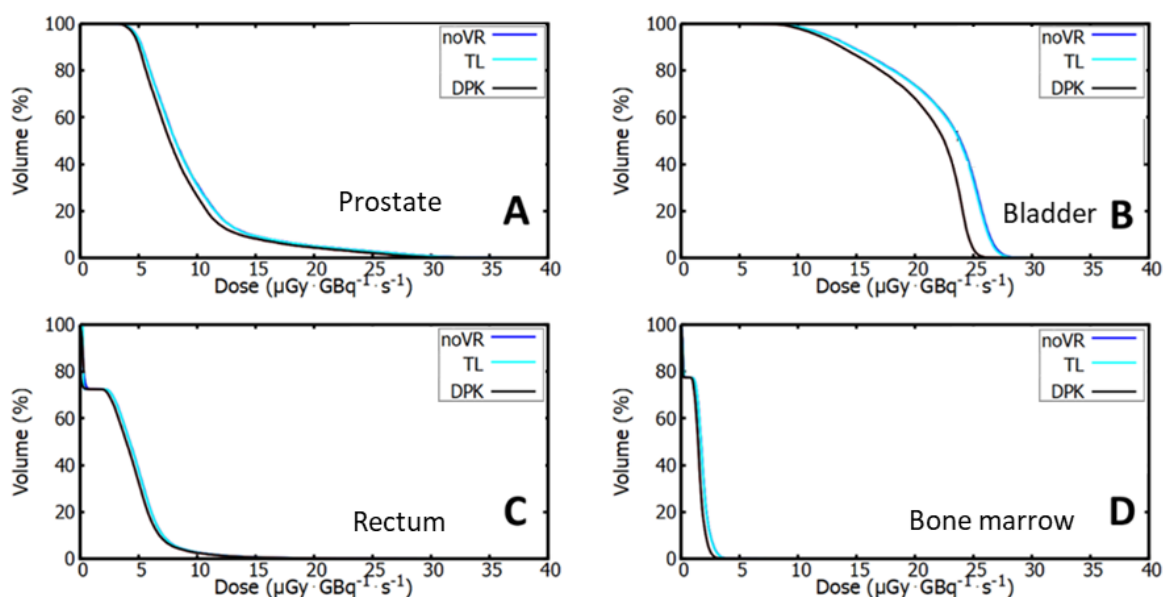 100
80
60
40
20
0
Volume (%)
noVR
TL
DPK
Prostate
A
0 5 10 15 20 25 30 35 40
Dose (µGy·GBq⁻¹·s⁻¹)
100
80
60
40
20
0
Volume (%)
noVR
TL
DPK
Bladder
B
0 5 10 15 20 25 30 35 40
Dose (µGy·GBq⁻¹·s⁻¹)
100
80
60
40
20
0
Volume (%)
noVR
TL
DPK
Rectum
C
0 5 10 15 20 25 30 35 40
Dose (µGy·GBq⁻¹·s⁻¹)
100
80
60
40
20
0
Volume (%)
noVR
TL
DPK
Bone marrow
D
0 5 10 15 20 25 30 35 40
Dose (µGy·GBq⁻¹·s⁻¹)